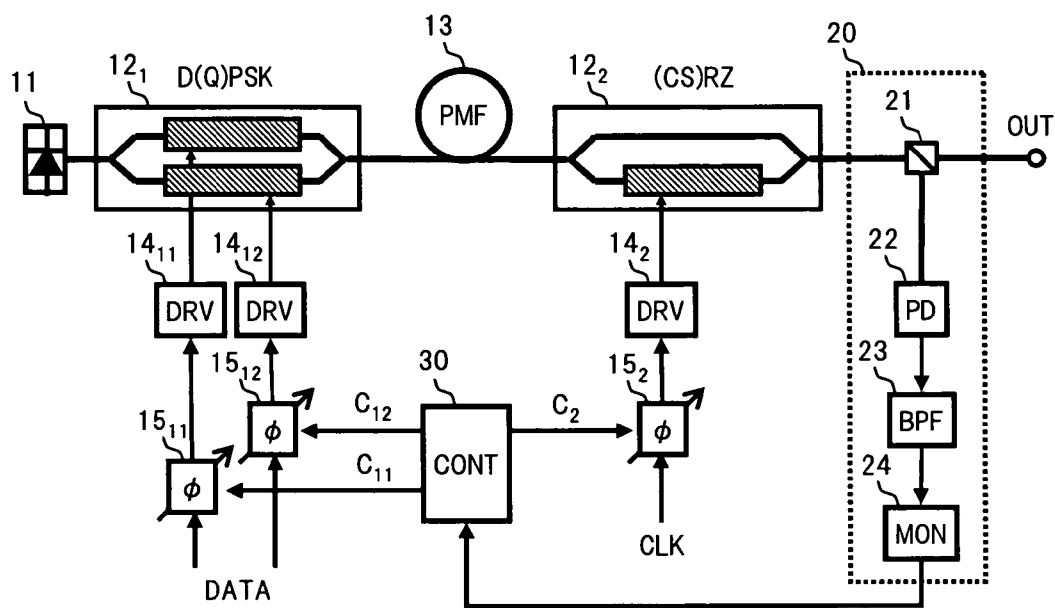 13
20
11
12₁
D(Q)PSK
12₂
(CS)RZ
21
OUT
PMF
22
14₁₁
14₁₂
14₂
DRV
DRV
DRV
PD
23
15₁₂
30
15₂
C₁₂
C₂
BPF
15₁₁
ϕ
ϕ
CONT
24
C₁₁
ϕ
MON
CLK
DATA